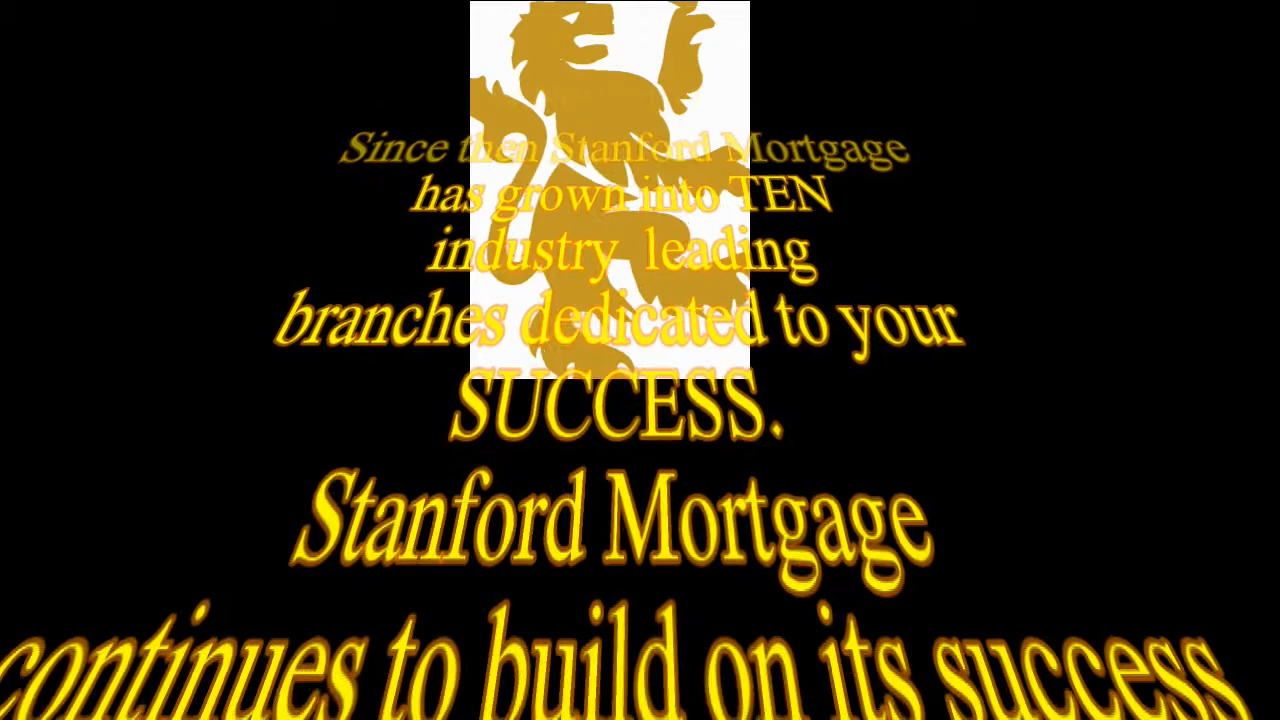 Since then Stanford Mortgage
has grown into TEN
industry leading
branches dedicated to your
SUCCESS.
Stanford Mortgage
continues to build on its success